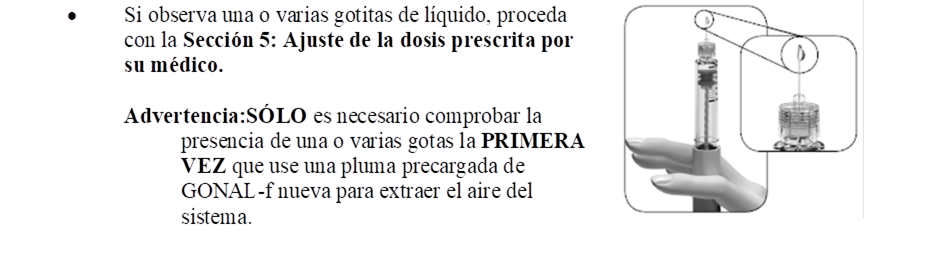 • Si observa una o varias gotitas de líquido, proceda
con la Sección 5: Ajuste de la dosis prescrita por
su médico.
Advertencia:SÓLO es necesario comprobar la
presencia de una o varias gotas la PRIMERA
VEZ que use una pluma precargada de
GONAL-f nueva para extraer el aire del
sistema.